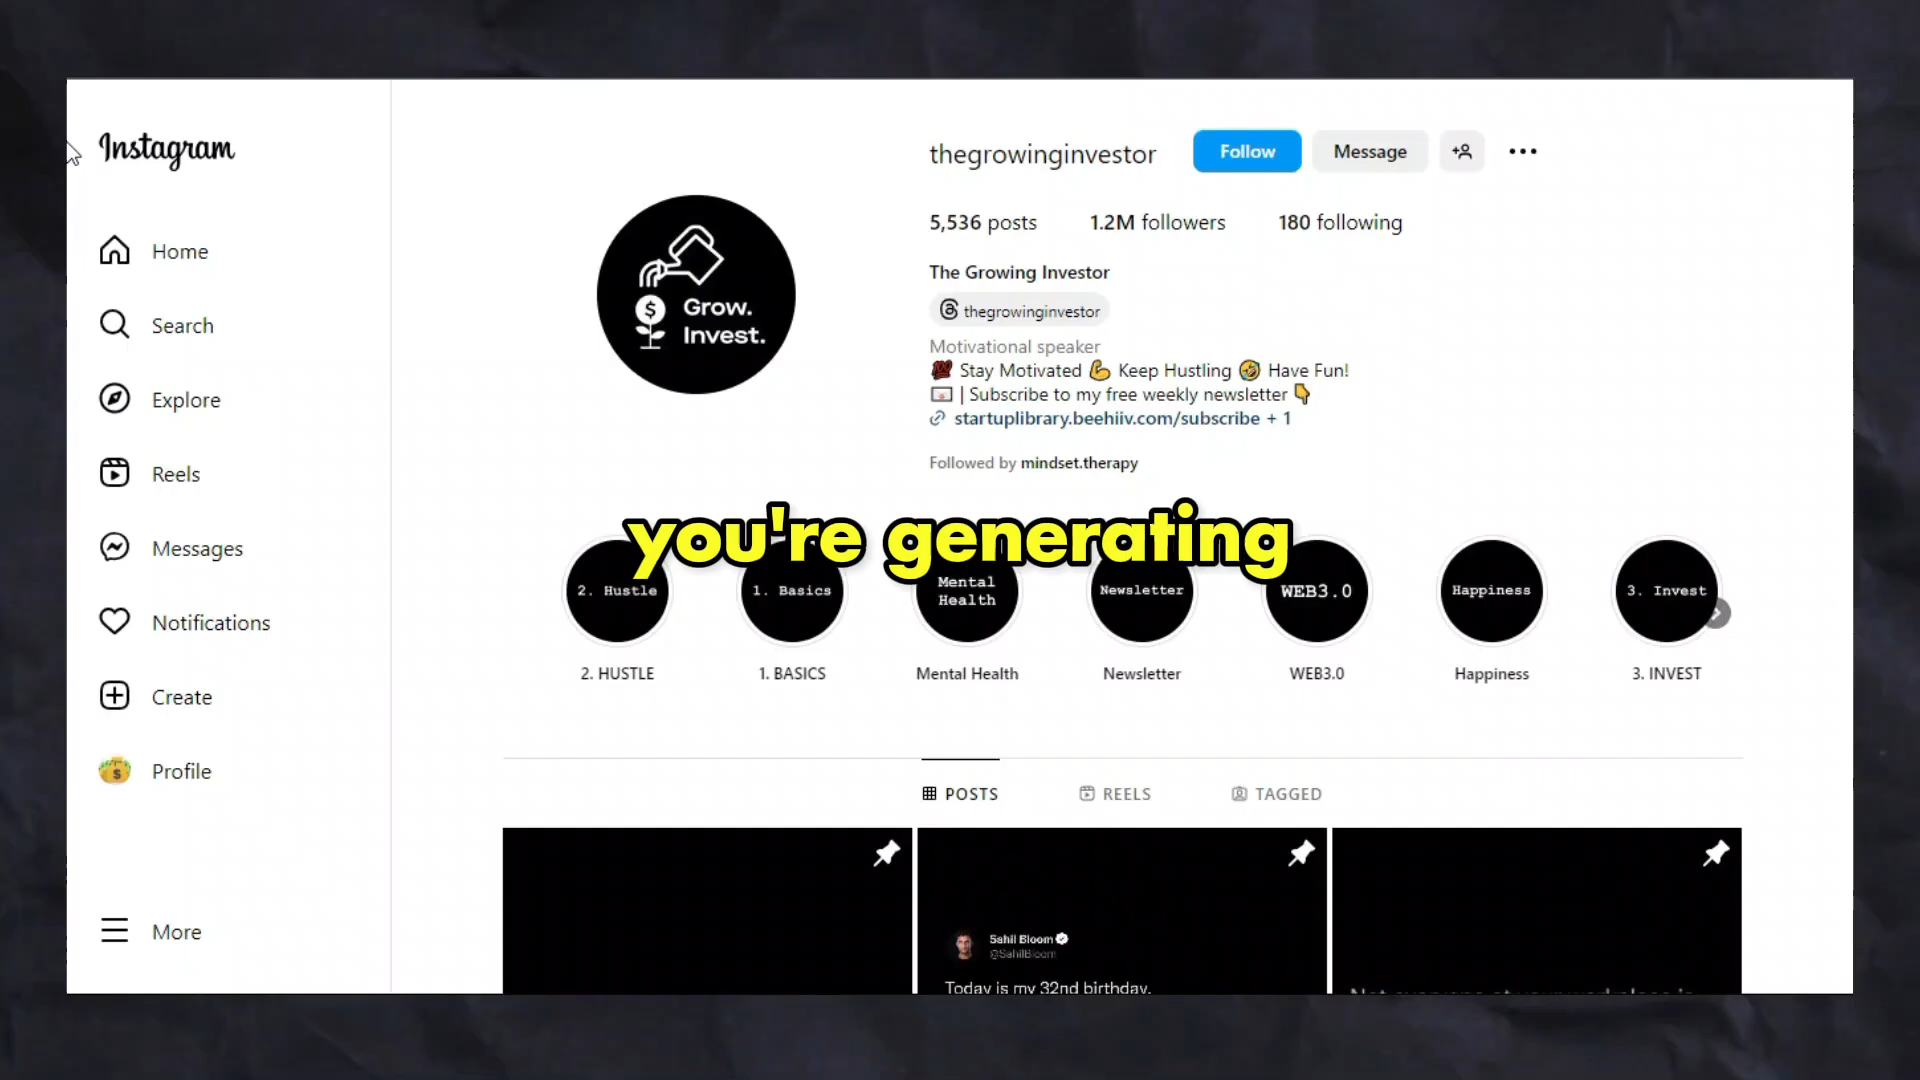 Instagram
Home
Search
Explore
Reels
Messages
Notifications
Create
Profile
More
Grow.
Invest.
thegrowinginvestor Follow Message
5,536 posts 1.2M followers 180 following
The Growing Investor
thegrowinginvestor
Motivational speaker
💯 Stay Motivated 💪 Keep Hustling 🤣 Have Fun!
💌 | Subscribe to my free weekly newsletter 👇
startuplibrary.beehiiv.com/subscribe + 1
Followed by mindset.therapy
you're generating
2. Hustle
1. Basics
Mental
Health
Newsletter
WEB3.0
Happiness
3. Invest
2. HUSTLE
1. BASICS
Mental Health
Newsletter
WEB3.0
Happiness
3. INVEST
POSTS
REELS
TAGGED
Sahil Bloom
@SahilBloom
Today is my 32nd birthday.